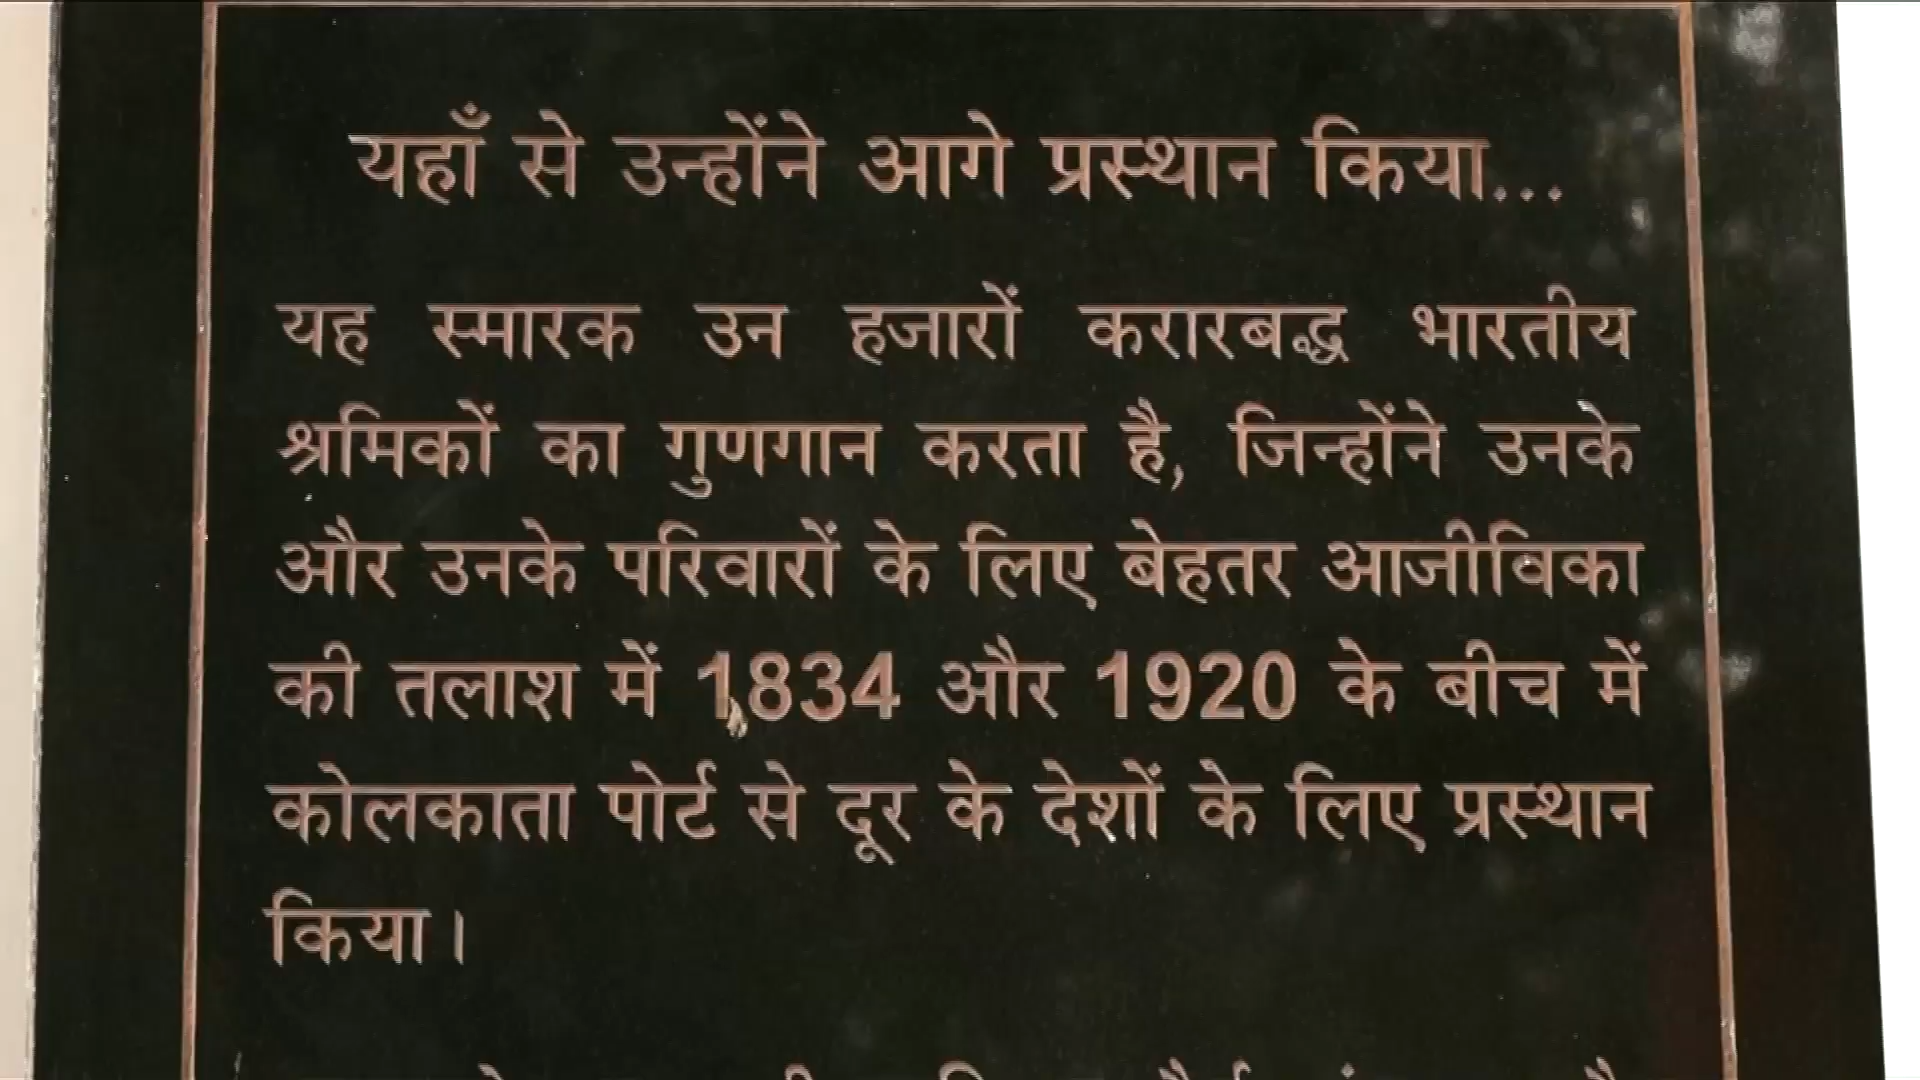 यहाँ से उन्होंने आगे प्रस्थान किया...
यह स्मारक उन हजारों करारबद्ध भारतीय
श्रमिकों का गुणगान करता है, जिन्होंने उनके
और उनके परिवारों के लिए बेहतर आजीविका
की तलाश में 1834 और 1920 के बीच में
कोलकाता पोर्ट से दूर के देशों के लिए प्रस्थान
किया।